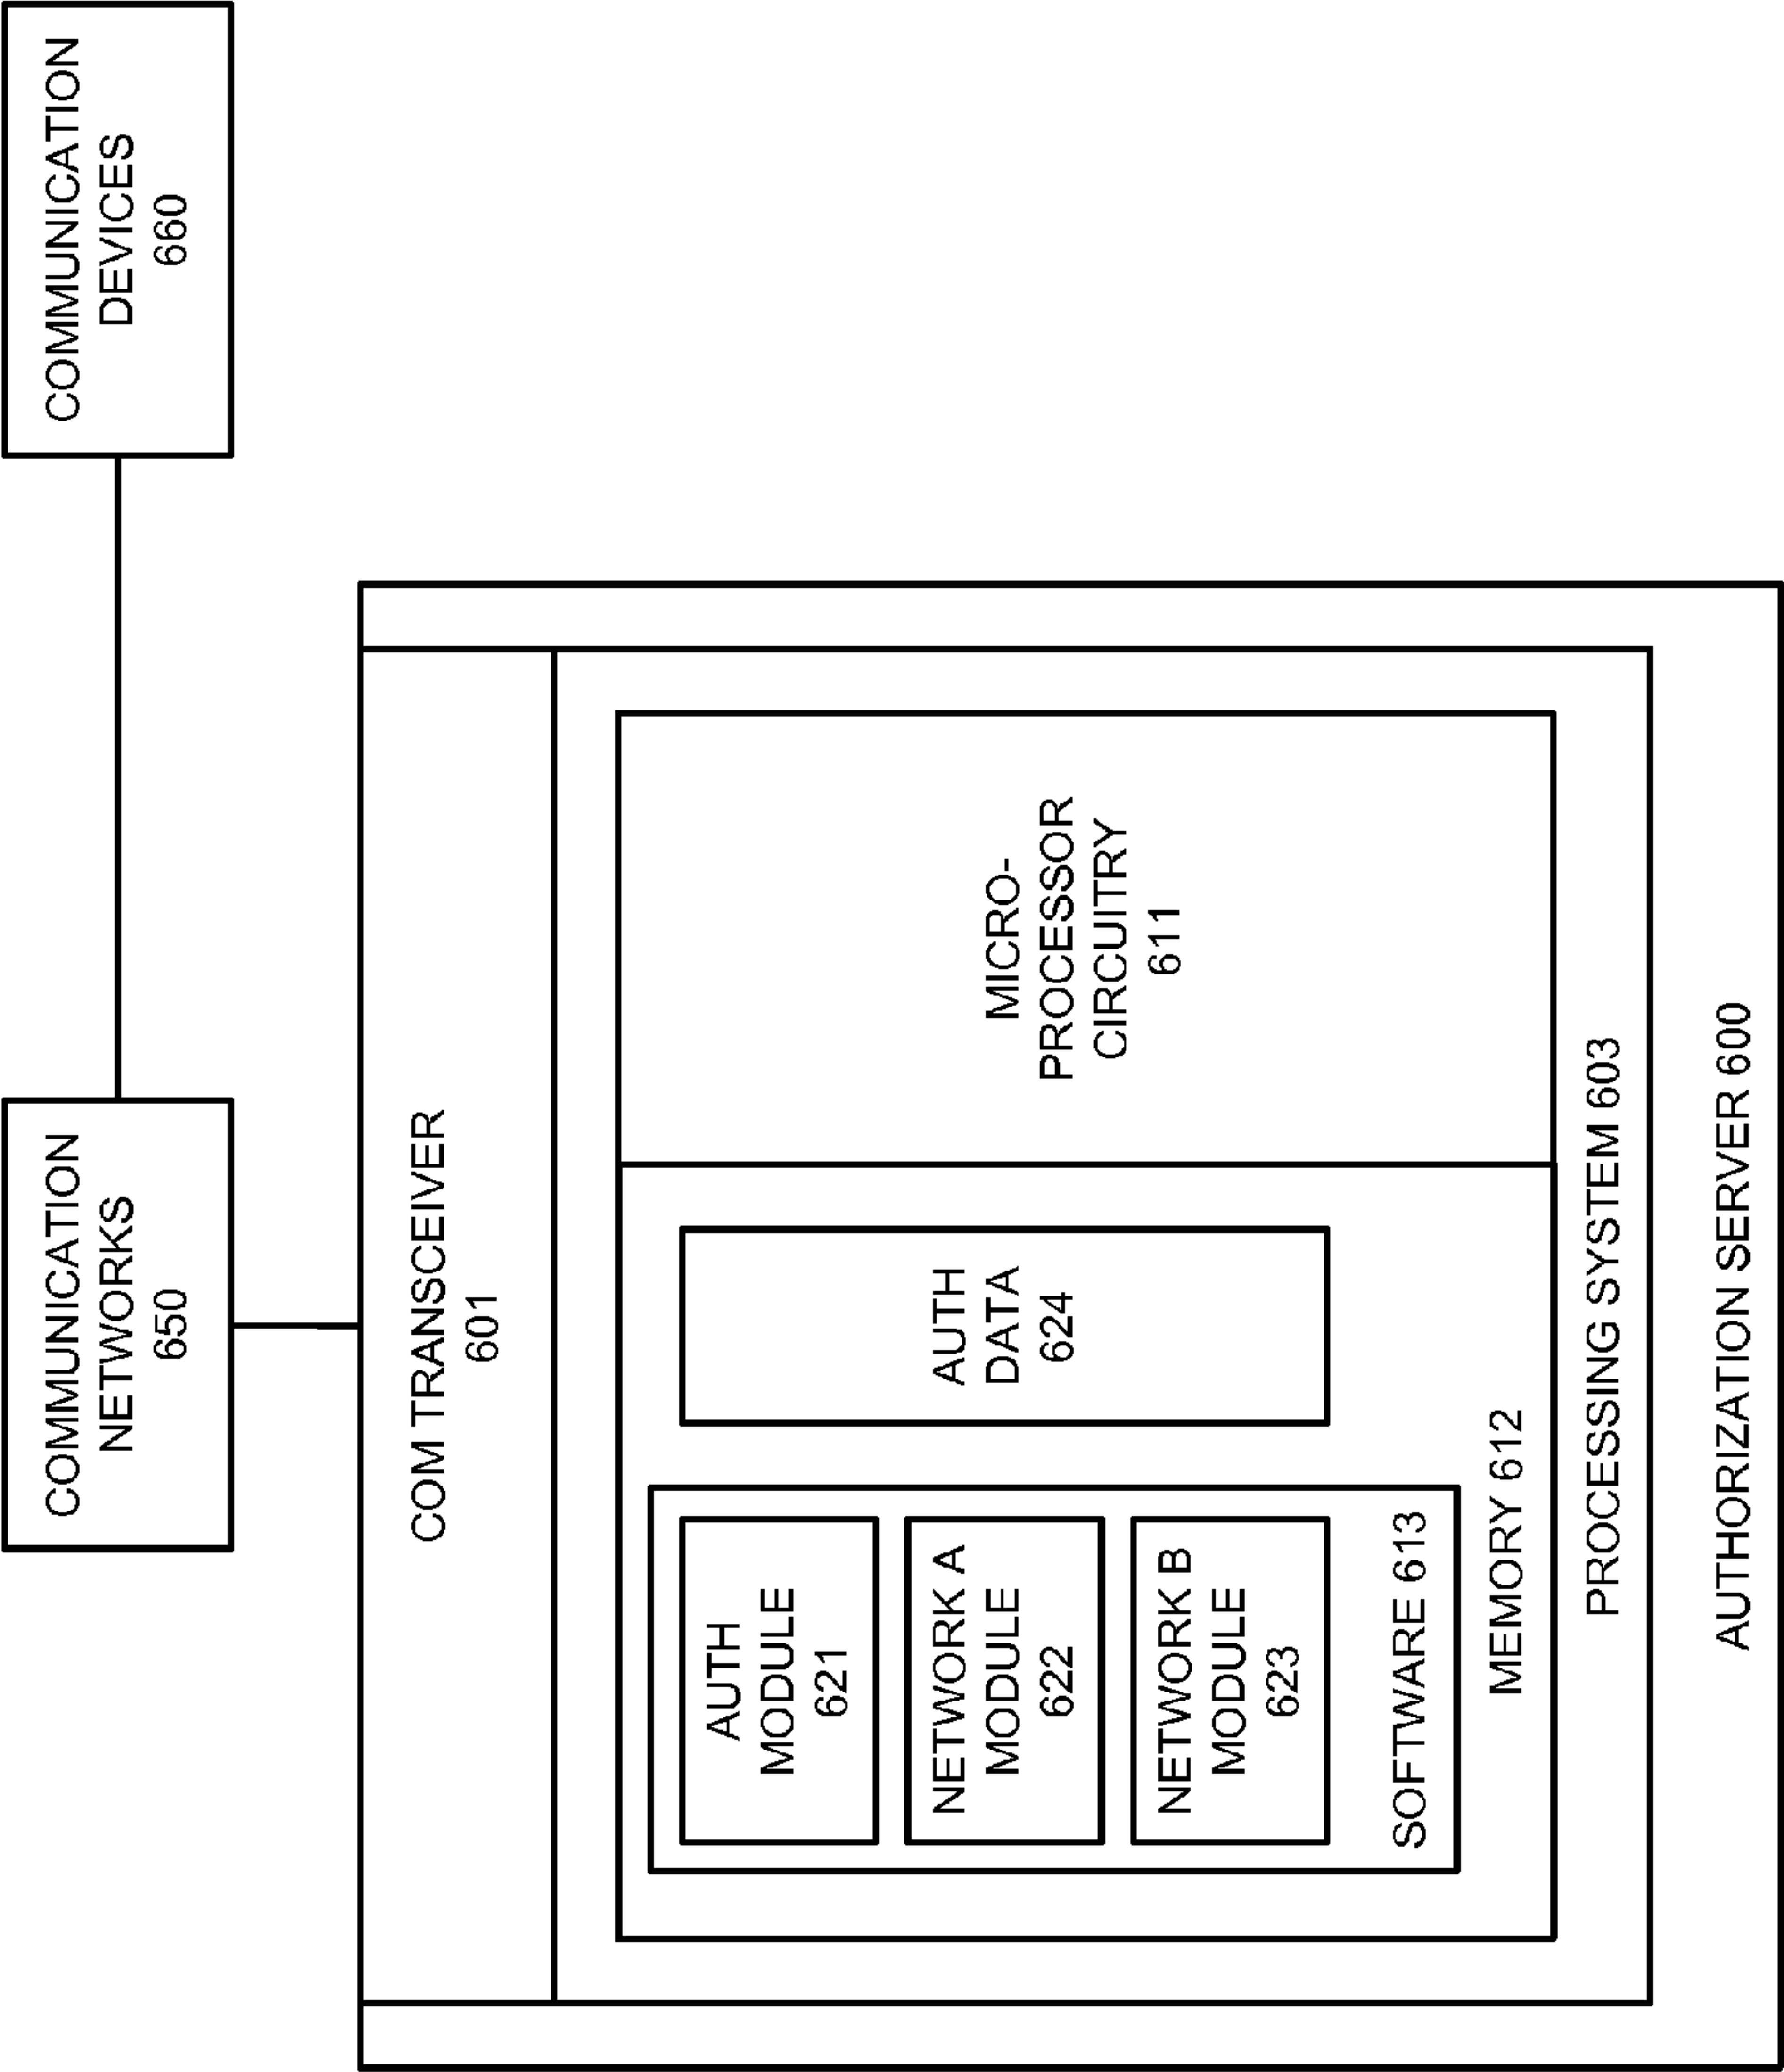 COMMUNICATION
NETWORKS
650
COMMUNICATION
DEVICES
660
COM TRANSCEIVER
601
AUTH
MODULE
621
NETWORK A
MODULE
622
NETWORK B
MODULE
623
SOFTWARE 613
AUTH
DATA
624
MEMORY 612
MICRO-
PROCESSOR
CIRCUITRY
611
PROCESSING SYSTEM 603
AUTHORIZATION SERVER 600